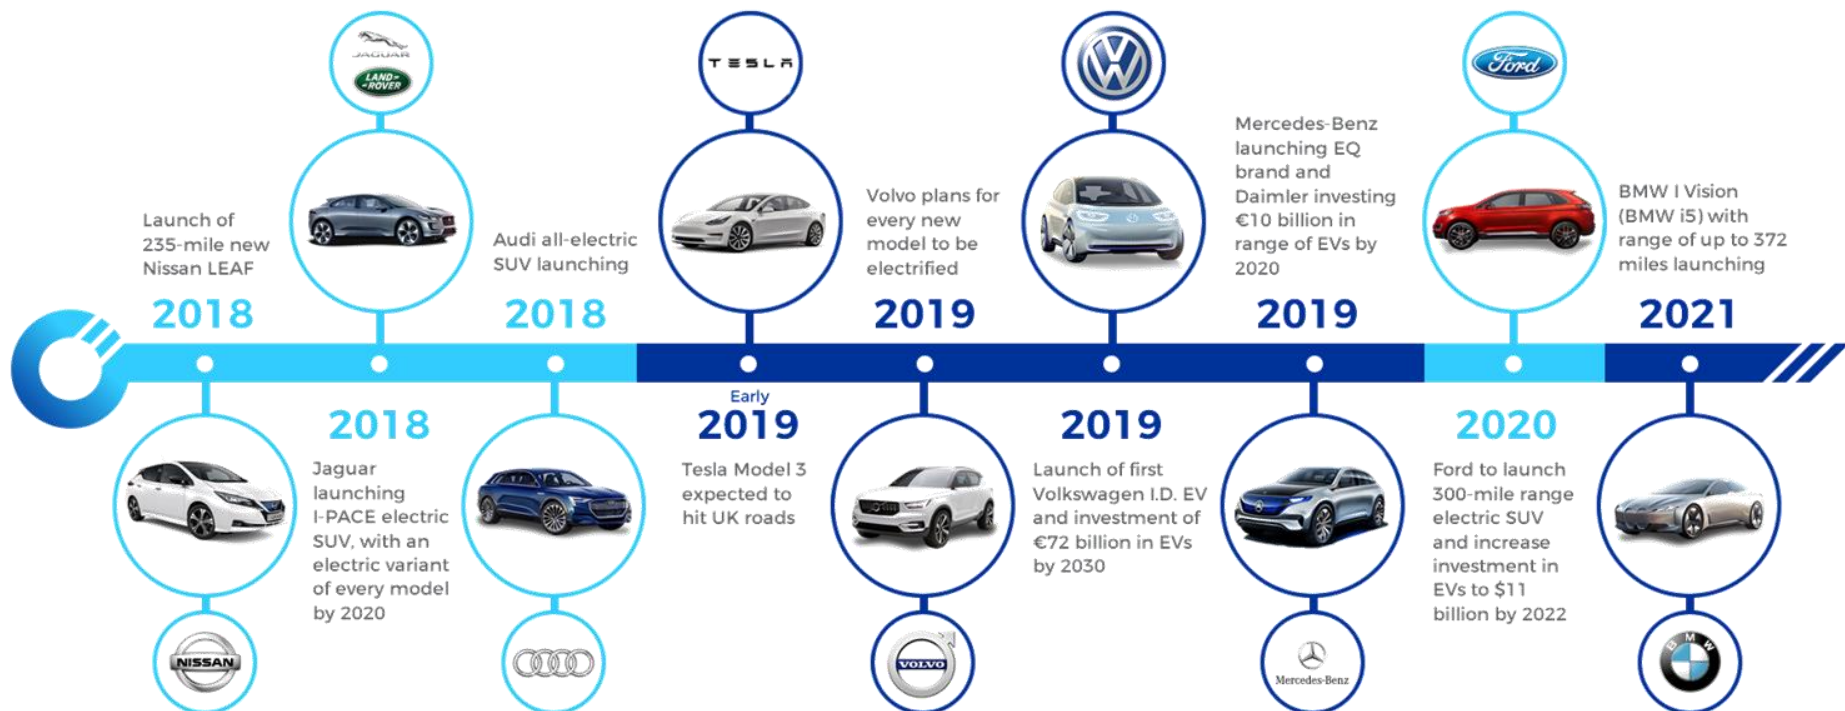 JAGUAR
LAND-
-ROVER
TESLA
Ford
Launch of
235-mile new
Nissan LEAF
2018
Audi all-electric
SUV launching
2018
Volvo plans for
every new
model to be
electrified
2019
Mercedes-Benz
launching EQ
brand and
Daimler investing
€10 billion in
range of EVs by
2020
2019
BMW I Vision
(BMW i5) with
range of up to 372
miles launching
2021
2018
Jaguar
launching
I-PACE electric
SUV, with an
electric variant
of every model
by 2020
Early
2019
Tesla Model 3
expected to
hit UK roads
2019
Launch of first
Volkswagen I.D. EV
and investment of
€72 billion in EVs
by 2030
2020
Ford to launch
300-mile range
electric SUV
and increase
investment in
EVs to $11
billion by 2022
NISSAN
VOLVO
Mercedes-Benz
BMW